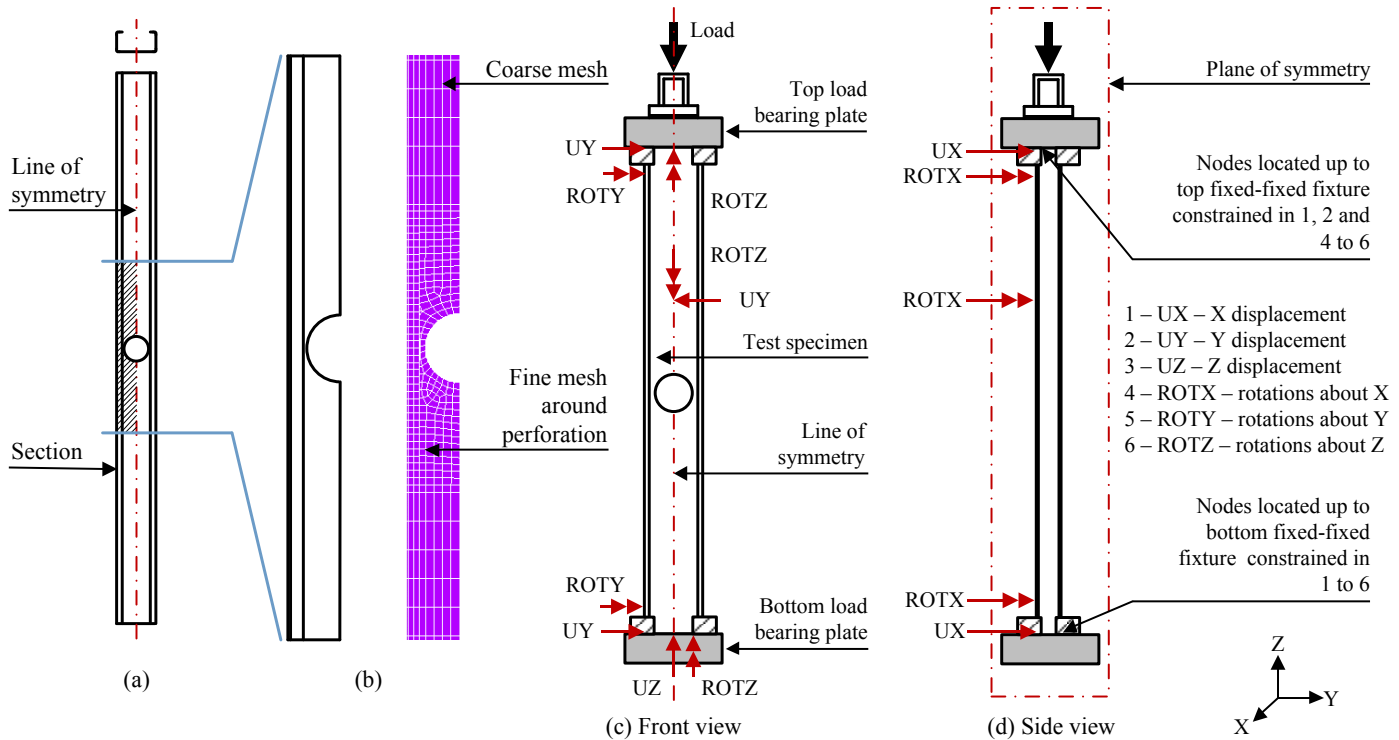 Line of
symmetry
Section
(a)
(b)
Coarse mesh
Fine mesh
around
perforation
Load
Top load
bearing plate
UY
ROTY
ROTZ
ROTZ
UY
Test specimen
Line of
symmetry
ROTY
UY
Bottom load
bearing plate
UZ
ROTZ
(c) Front view
Plane of symmetry
UX
ROTX
Nodes located up to
top fixed-fixed fixture
constrained in 1, 2 and
4 to 6
ROTX
1 – UX – X displacement
2 – UY – Y displacement
3 – UZ – Z displacement
4 – ROTX – rotations about X
5 – ROTY – rotations about Y
6 – ROTZ – rotations about Z
Nodes located up to
bottom fixed-fixed
fixture constrained in
1 to 6
ROTX
UX
(d) Side view
Z
Y
X